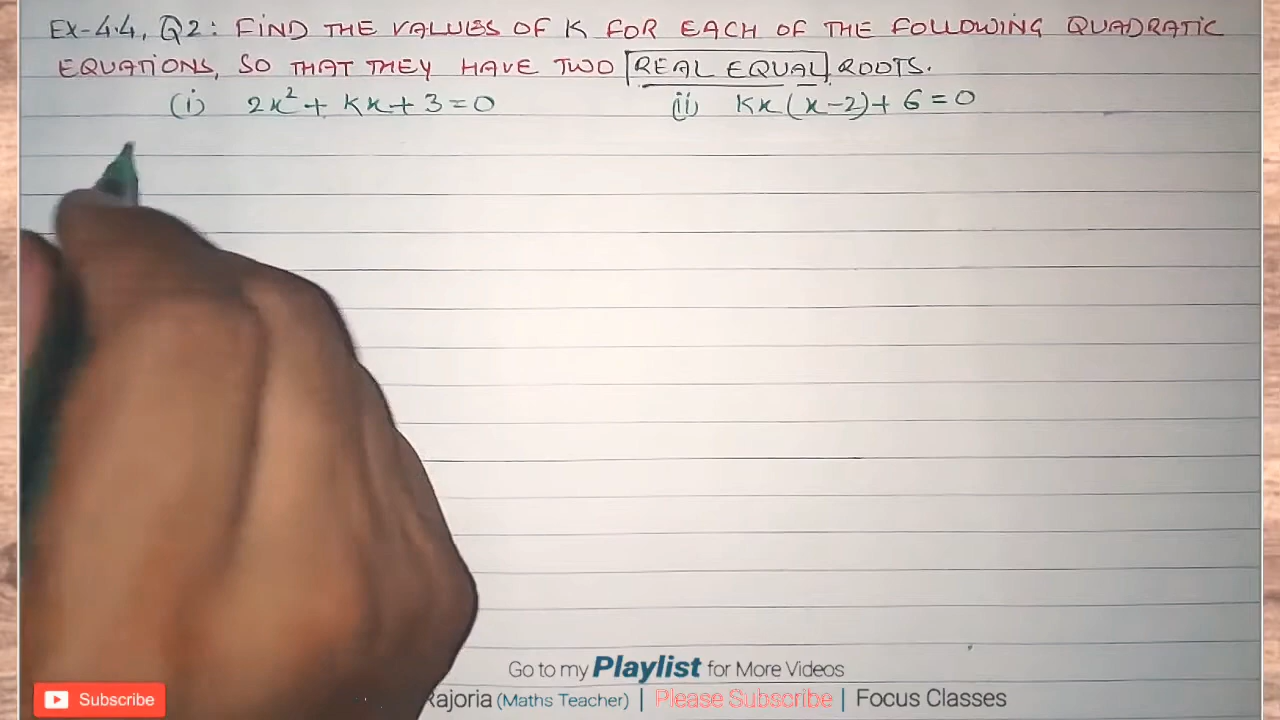 EX-4.4, Q2: FIND THE VALUES OF K FOR EACH OF THE FOLLOWING QUADRATIC
EQUATIONS, SO THAT THEY HAVE TWO REAL EQUAL ROOTS.
(i) 2x² + kx + 3 = 0 (ii) kx (x-2) + 6 = 0
Go to my Playlist for More Videos
Rajoria (Maths Teacher) | Please Subscribe | Focus Classes
Subscribe